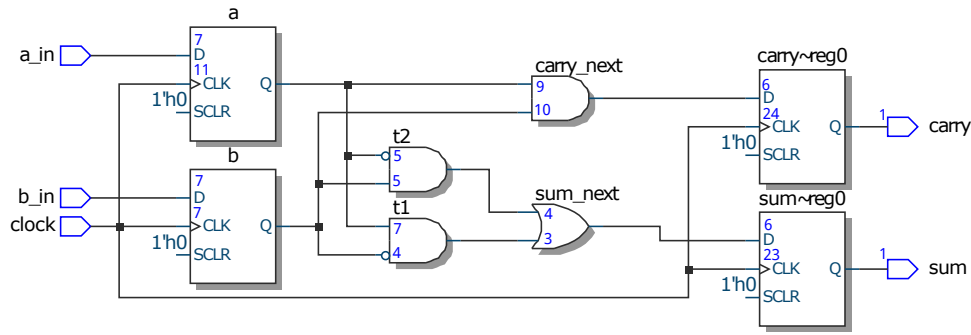 a
a_in
7
D
11
CLK
Q
1'h0
SCLR
b
b_in
7
D
clock
7
CLK
Q
1'h0
SCLR
carry_next
9
10
t2
5
5
t1
7
4
sum_next
4
3
carry~reg0
6
D
24
CLK
Q
1'h0
SCLR
1
carry
sum~reg0
6
D
23
CLK
Q
1'h0
SCLR
1
sum